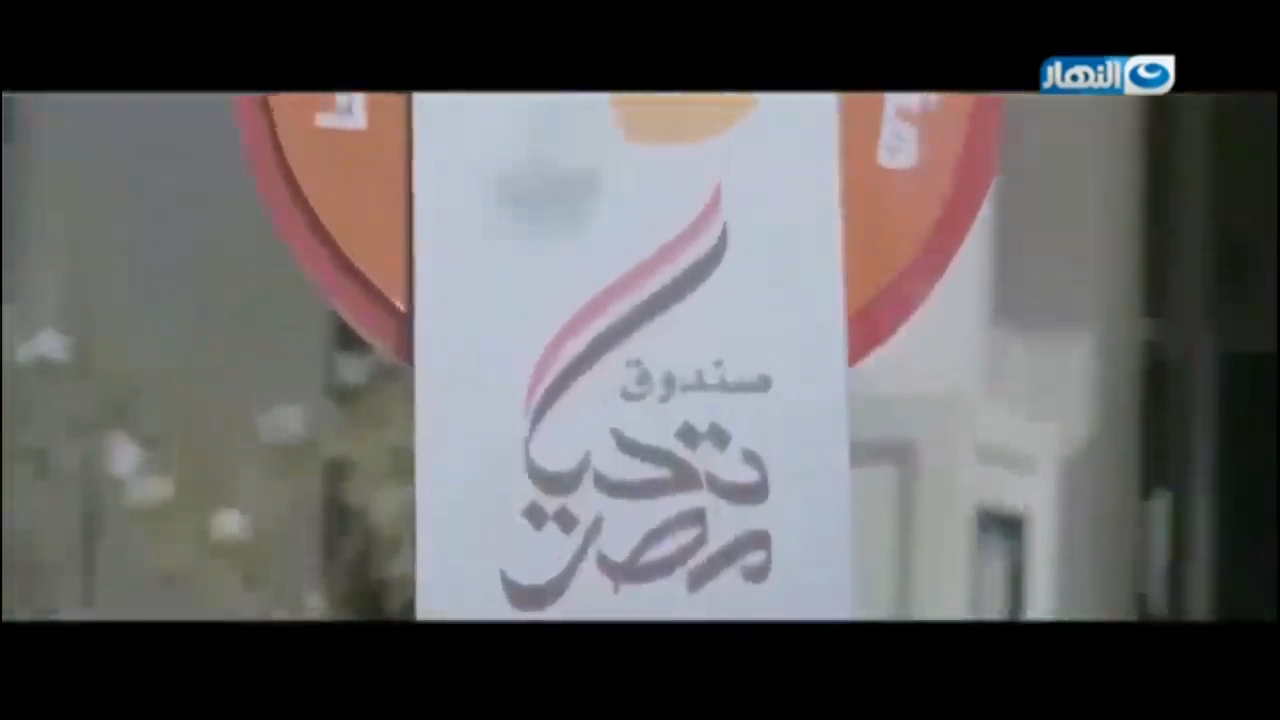 النهار
صندوق
تحيا
مصر